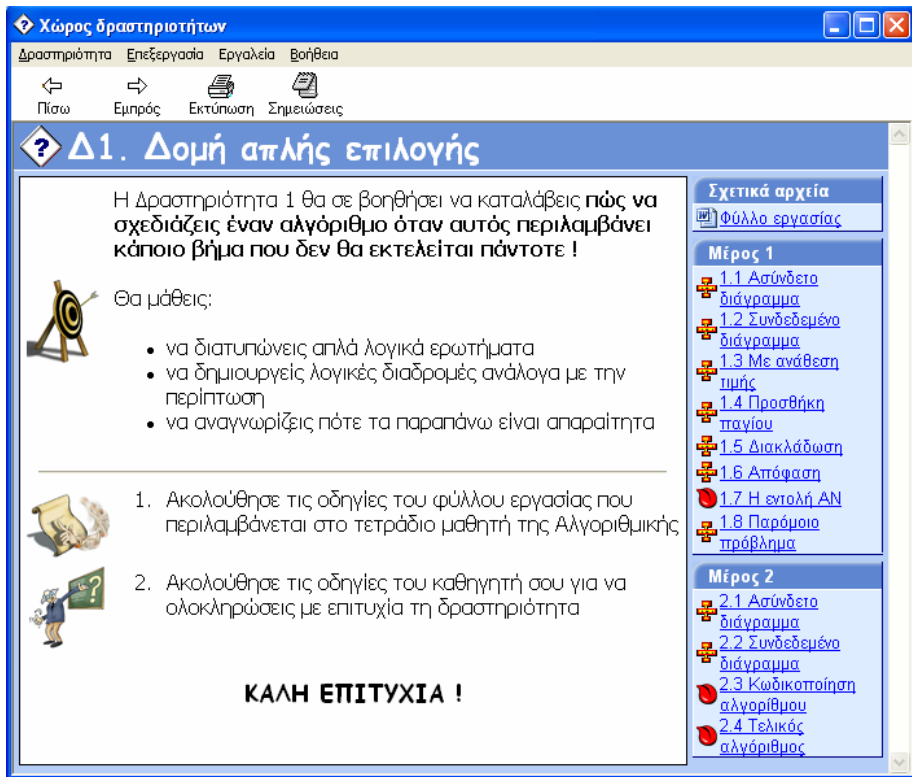 Χώρος δραστηριοτήτων
Δραστηριότητα Επεξεργασία Εργαλεία Βοήθεια
Πίσω Εμπρός Εκτύπωση Σημειώσεις
Δ1. Δομή απλής επιλογής
Η Δραστηριότητα 1 θα σε βοηθήσει να καταλάβεις πώς να
σχεδιάζεις έναν αλγόριθμο όταν αυτός περιλαμβάνει
κάποιο βήμα που δεν θα εκτελείται πάντοτε !
Θα μάθεις:
• να διατυπώνεις απλά λογικά ερωτήματα
• να δημιουργείς λογικές διαδρομές ανάλογα με την
περίπτωση
• να αναγνωρίζεις πότε τα παραπάνω είναι απαραίτητα
1. Ακολούθησε τις οδηγίες του φύλλου εργασίας που
περιλαμβάνεται στο τετράδιο μαθητή της Αλγοριθμικής
2. Ακολούθησε τις οδηγίες του καθηγητή σου για να
ολοκληρώσεις με επιτυχία τη δραστηριότητα
ΚΑΛΗ ΕΠΙΤΥΧΙΑ !
Σχετικά αρχεία
Φύλλο εργασίας
Μέρος 1
1.1 Ασύνδετο
διάγραμμα
1.2 Συνδεδεμένο
διάγραμμα
1.3 Με ανάθεση
τιμής
1.4 Προσθήκη
παγίου
1.5 Διακλάδωση
1.6 Απόφαση
1.7 Η εντολή ΑΝ
1.8 Παρόμοιο
πρόβλημα
Μέρος 2
2.1 Ασύνδετο
διάγραμμα
2.2 Συνδεδεμένο
διάγραμμα
2.3 Κωδικοποίηση
αλγορίθμου
2.4 Τελικός
αλγόριθμος